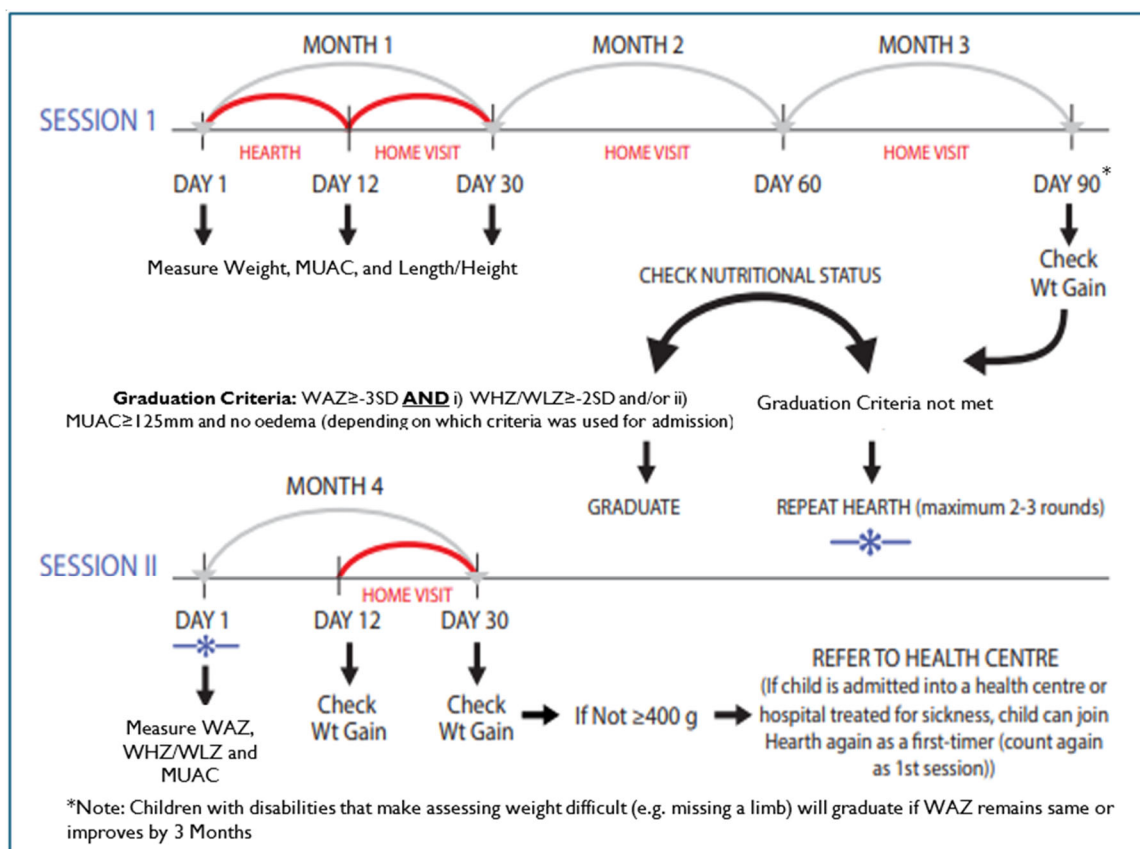 MONTH 1
MONTH 2
MONTH 3
SESSION 1
HEARTH
HOME VISIT
HOME VISIT
HOME VISIT
DAY 1
DAY 12
DAY 30
DAY 60
DAY 90*
Measure Weight, MUAC, and Length/Height
Check
Wt Gain
CHECK NUTRITIONAL STATUS
Graduation Criteria: WAZ≥-3SD AND i) WHZ/WLZ≥-2SD and/or ii)
MUAC≥125mm and no oedema (depending on which criteria was used for admission)
Graduation Criteria not met
GRADUATE
REPEAT HEARTH (maximum 2-3 rounds)
MONTH 4
SESSION II
HOME VISIT
DAY 1
DAY 12
DAY 30
Measure WAZ,
WHZ/WLZ and
MUAC
Check
Wt Gain
Check
Wt Gain
If Not ≥400 g
REFER TO HEALTH CENTRE
(If child is admitted into a health centre or
hospital treated for sickness, child can join
Hearth again as a first-timer (count again
as 1st session))
*Note: Children with disabilities that make assessing weight difficult (e.g. missing a limb) will graduate if WAZ remains same or
improves by 3 Months